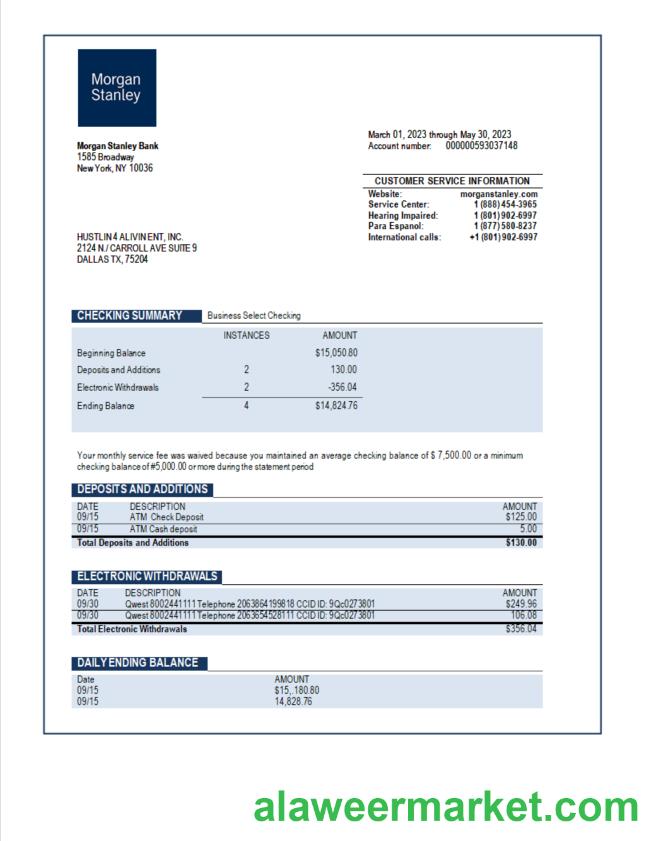 Morgan
Stanley
Morgan Stanley Bank
1585 Broadway
New York, NY 10036
March 01, 2023 through May 30, 2023
Account number: 000000593037148
CUSTOMER SERVICE INFORMATION
Website: morganstanley.com
Service Center: 1 (888) 454-3965
Hearing Impaired: 1 (801) 902-6997
Para Espanol: 1 (877) 580-8237
International calls: +1 (801) 902-6997
HUSTLIN 4 ALIVIN ENT, INC.
2124 N./ CARROLL AVE SUITE 9
DALLAS TX, 75204
CHECKING SUMMARY Business Select Checking
INSTANCES AMOUNT
Beginning Balance $15,050.80
Deposits and Additions 2 130.00
Electronic Withdrawals 2 -356.04
Ending Balance 4 $14,824.76
Your monthly service fee was waived because you maintained an average checking balance of $ 7,500.00 or a minimum
checking balance of #5,000.00 or more during the statement period
DEPOSITS AND ADDITIONS
DATE DESCRIPTION AMOUNT
09/15 ATM Check Deposit $125.00
09/15 ATM Cash deposit 5.00
Total Deposits and Additions $130.00
ELECTRONIC WITHDRAWALS
DATE DESCRIPTION AMOUNT
09/30 Qwest 8002441111 Telephone 2063864199818 CCID ID: 9Qc0273801 $249.96
09/30 Qwest 8002441111 Telephone 2063654528111 CCID ID: 9Qc0273801 106.08
Total Electronic Withdrawals $356.04
DAILY ENDING BALANCE
Date AMOUNT
09/15 $15,.180.80
09/15 14,828.76
alaweermarket.com